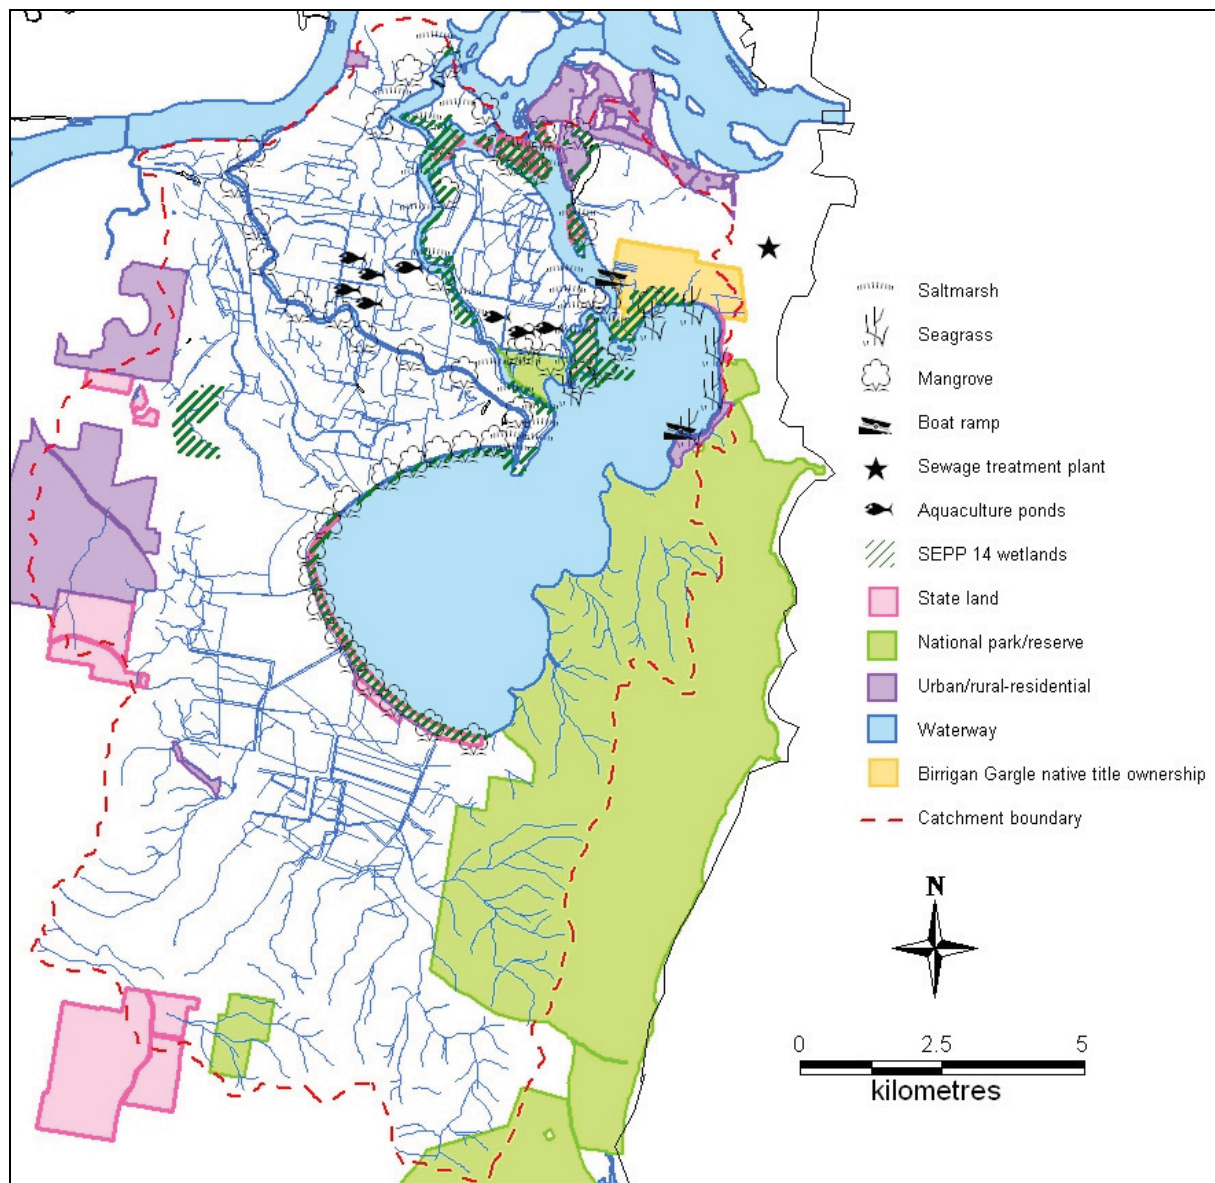 Saltmarsh
Seagrass
Mangrove
Boat ramp
Sewage treatment plant
Aquaculture ponds
SEPP 14 wetlands
State land
National park/reserve
Urban/rural-residential
Waterway
Birrigan Gargle native title ownership
Catchment boundary
N
0 2.5 5
kilometres